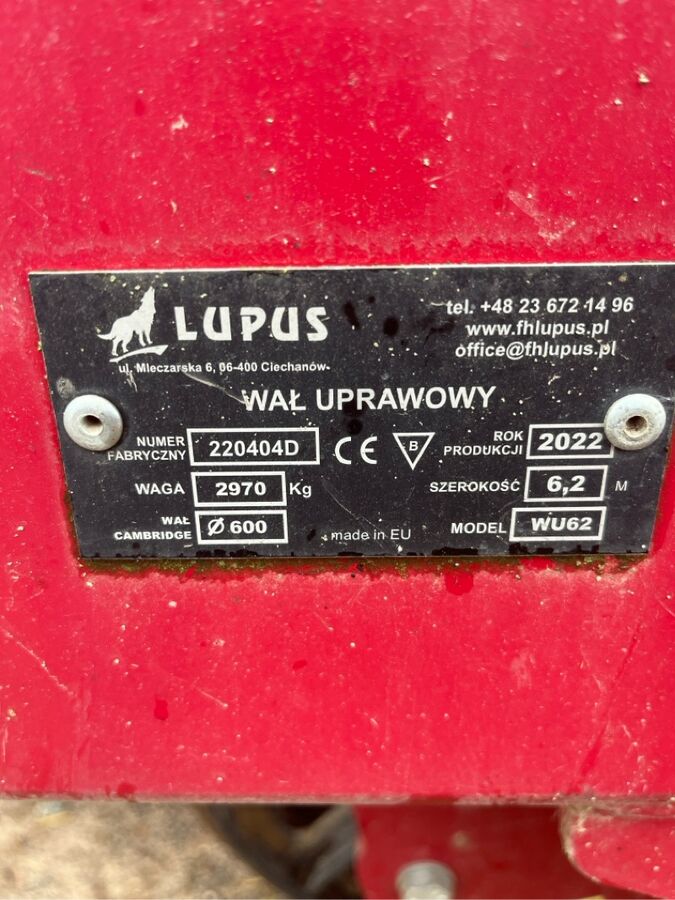 LUPUS
ul. Mleczarska 6, 06-400 Ciechanów
tel. +48 23 672 14 96
www.fhlupus.pl
office@fhlupus.pl
WAŁ UPRAWOWY
NUMER FABRYCZNY 220404D
CE
B
ROK PRODUKCJI 2022
WAGA 2970 Kg
SZEROKOŚĆ 6,2 M
WAŁ CAMBRIDGE Ø 600
made in EU
MODEL WU62